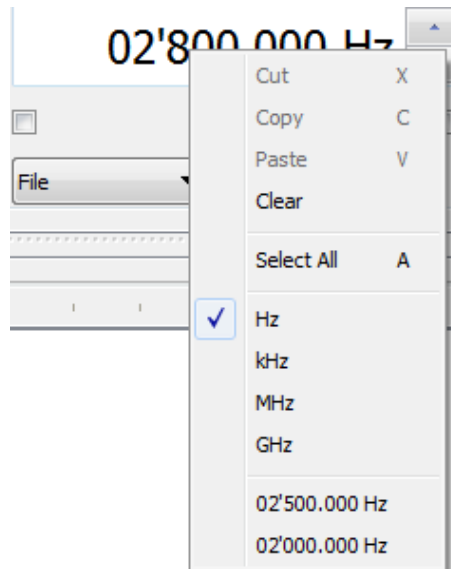 02'800.000 Hz
Cut X
Copy C
Paste V
File
Clear
Select All A
Hz
kHz
MHz
GHz
02'500.000 Hz
02'000.000 Hz